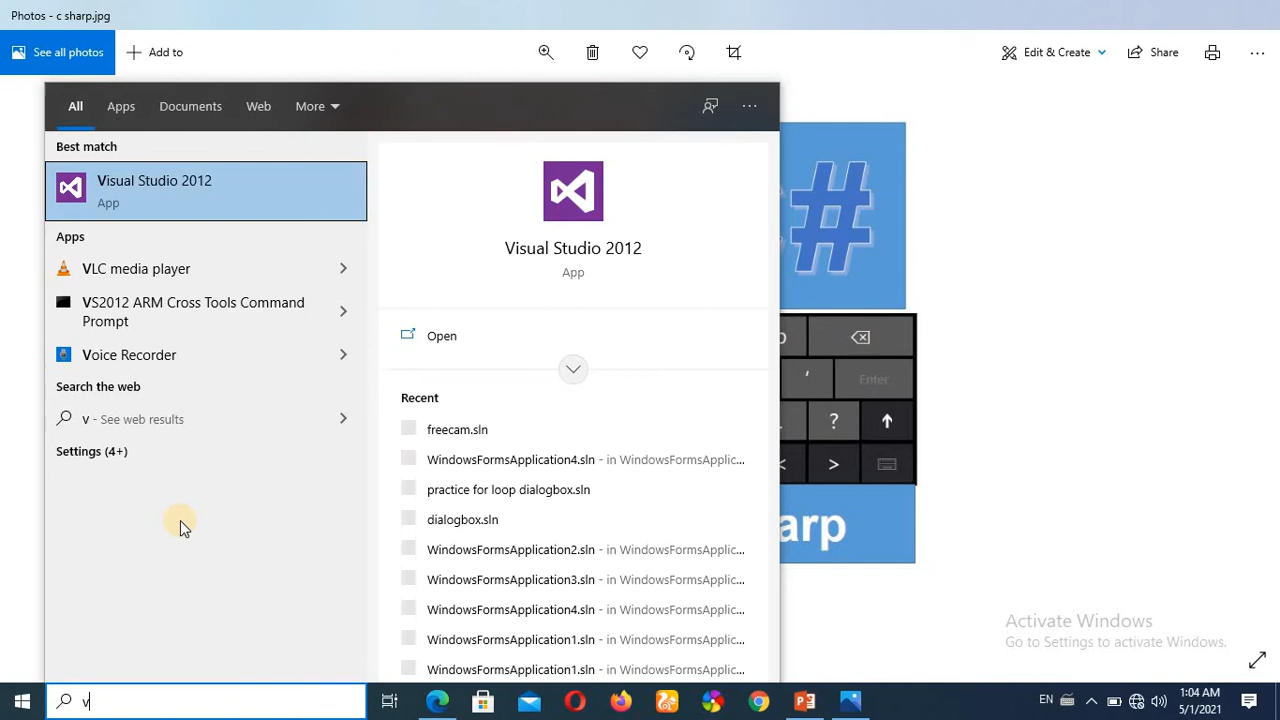 Photos - c sharp.jpg
See all photos
Add to
Edit & Create
Share
All
Apps
Documents
Web
More
Best match
Visual Studio 2012
App
Apps
VLC media player
VS2012 ARM Cross Tools Command
Prompt
Voice Recorder
Search the web
v - See web results
Settings (4+)
Visual Studio 2012
App
Open
Recent
freecam.sln
WindowsFormsApplication4.sln - in WindowsFormsApplic...
practice for loop dialogbox.sln
dialogbox.sln
WindowsFormsApplication2.sln - in WindowsFormsApplic...
WindowsFormsApplication3.sln - in WindowsFormsApplic...
WindowsFormsApplication4.sln - in WindowsFormsApplic...
WindowsFormsApplication1.sln - in WindowsFormsApplic...
WindowsFormsApplication1.sln - in WindowsFormsApplic...
#
'
Enter
?
>
arp
Activate Windows
Go to Settings to activate Windows.
v
EN
1:04 AM
5/1/2021